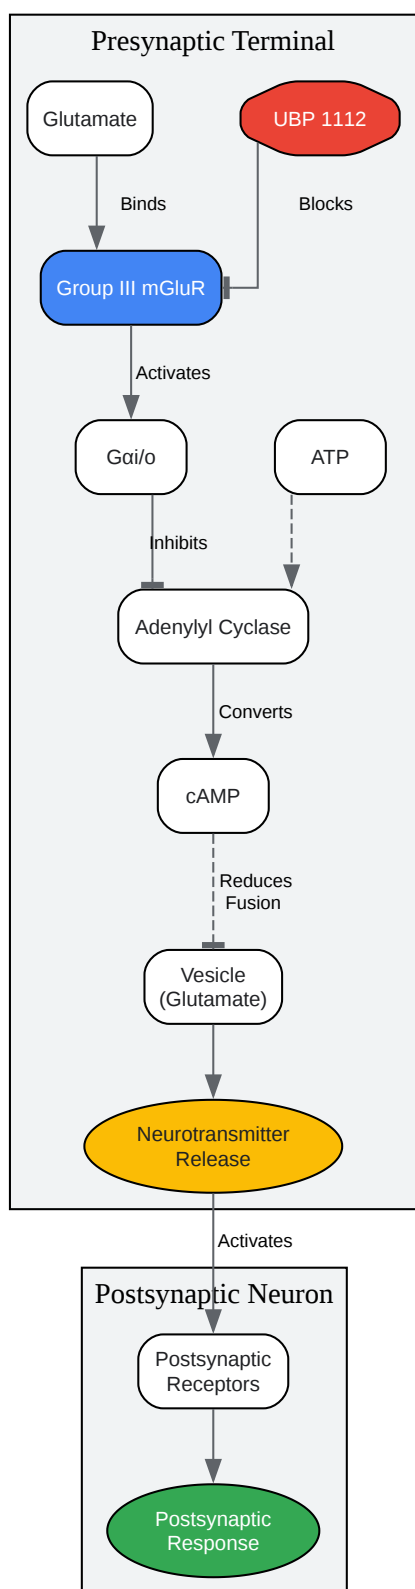 Presynaptic Terminal
Glutamate
UBP 1112
Binds
Blocks
Group III mGluR
Activates
Gαi/o
ATP
Inhibits
Adenylyl Cyclase
Converts
cAMP
Reduces
Fusion
Vesicle
(Glutamate)
Neurotransmitter
Release
Activates
Postsynaptic Neuron
Postsynaptic
Receptors
Postsynaptic
Response